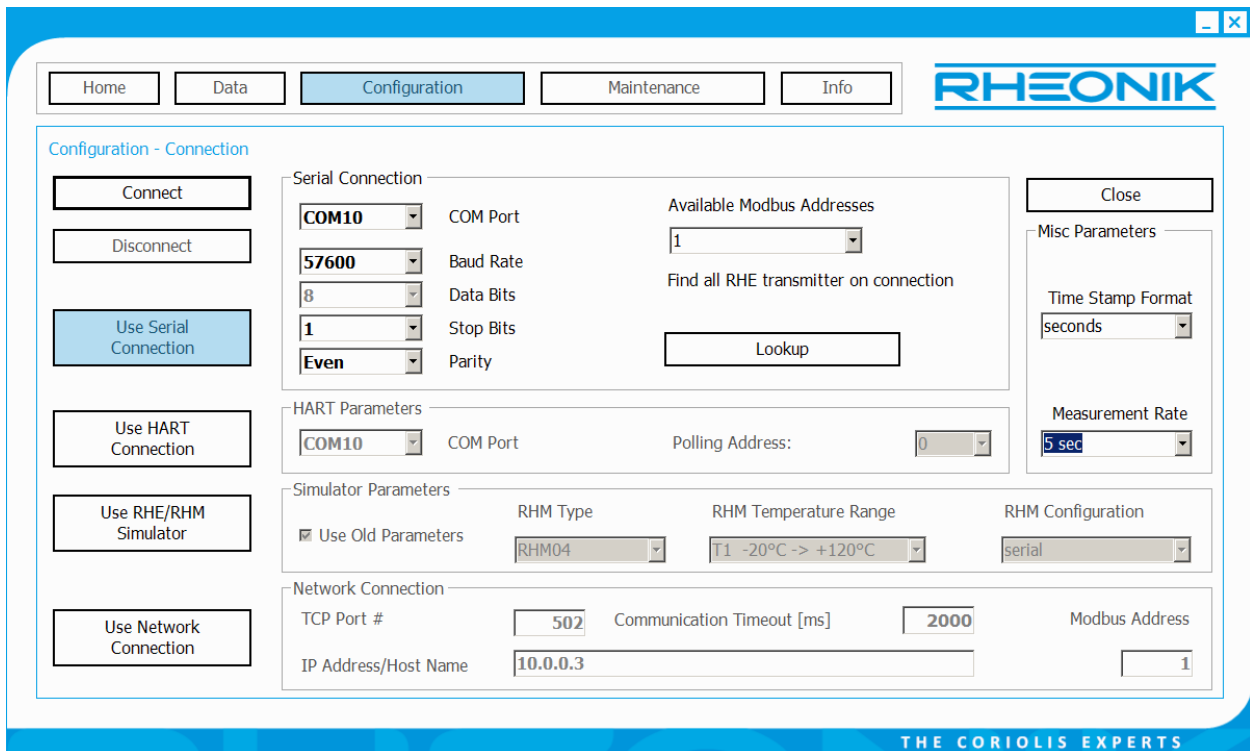 Home Data Configuration Maintenance Info
RHEONIK
Configuration - Connection
Connect
Disconnect
Use Serial
Connection
Use HART
Connection
Use RHE/RHM
Simulator
Use Network
Connection
Serial Connection
COM10 COM Port
57600 Baud Rate
8 Data Bits
1 Stop Bits
Even Parity
Available Modbus Addresses
1
Find all RHE transmitter on connection
Lookup
HART Parameters
COM10 COM Port Polling Address: 0
Simulator Parameters
Use Old Parameters
RHM Type
RHM04
RHM Temperature Range
T1 -20°C -> +120°C
RHM Configuration
serial
Network Connection
TCP Port # 502 Communication Timeout [ms] 2000 Modbus Address
IP Address/Host Name 10.0.0.3 1
Close
Misc Parameters
Time Stamp Format
seconds
Measurement Rate
5 sec
THE CORIOLIS EXPERTS